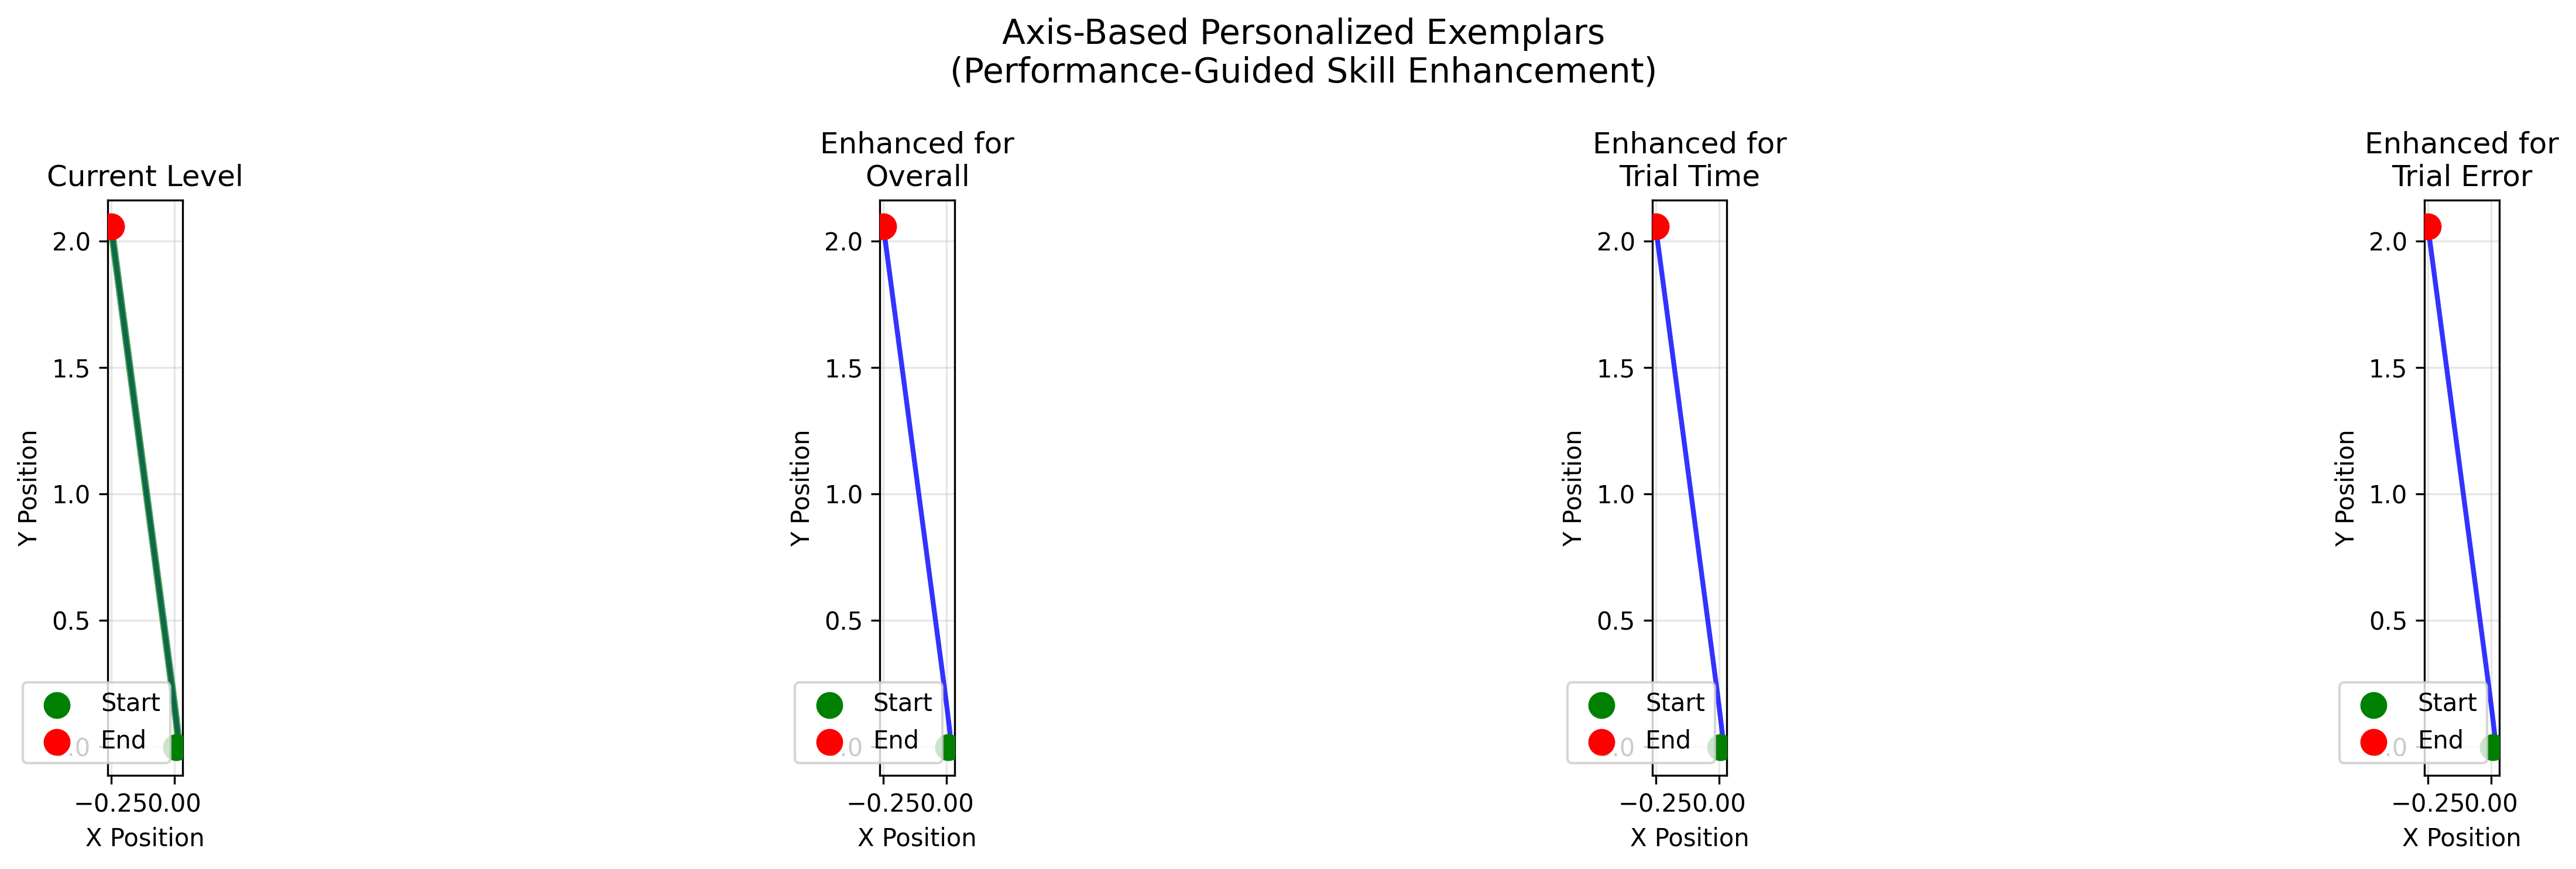 Axis-Based Personalized Exemplars
(Performance-Guided Skill Enhancement)
Current Level
2.0
1.5
1.0
0.5
.0
Y Position
Start
End
−0.250.00
X Position
Enhanced for
Overall
2.0
1.5
1.0
0.5
.0
Y Position
Start
End
−0.250.00
X Position
Enhanced for
Trial Time
2.0
1.5
1.0
0.5
.0
Y Position
Start
End
−0.250.00
X Position
Enhanced for
Trial Error
2.0
1.5
1.0
0.5
.0
Y Position
Start
End
−0.250.00
X Position